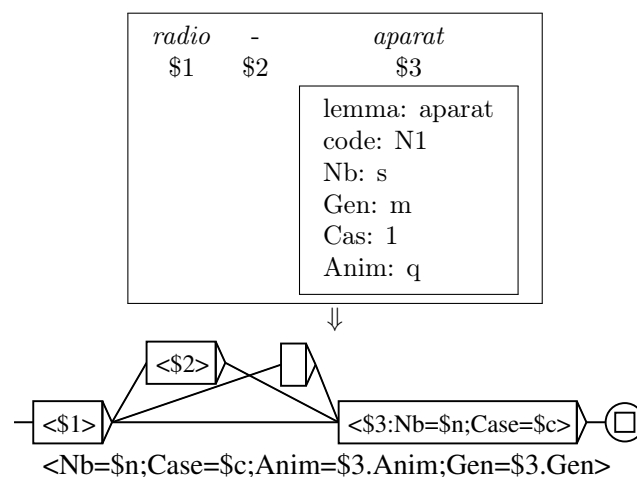 radio - aparat
$1 $2 $3
lemma: aparat
code: N1
Nb: s
Gen: m
Cas: 1
Anim: q
⇓
<$2>
<$1> <$3:Nb=$n;Case=$c>
<Nb=$n;Case=$c;Anim=$3.Anim;Gen=$3.Gen>